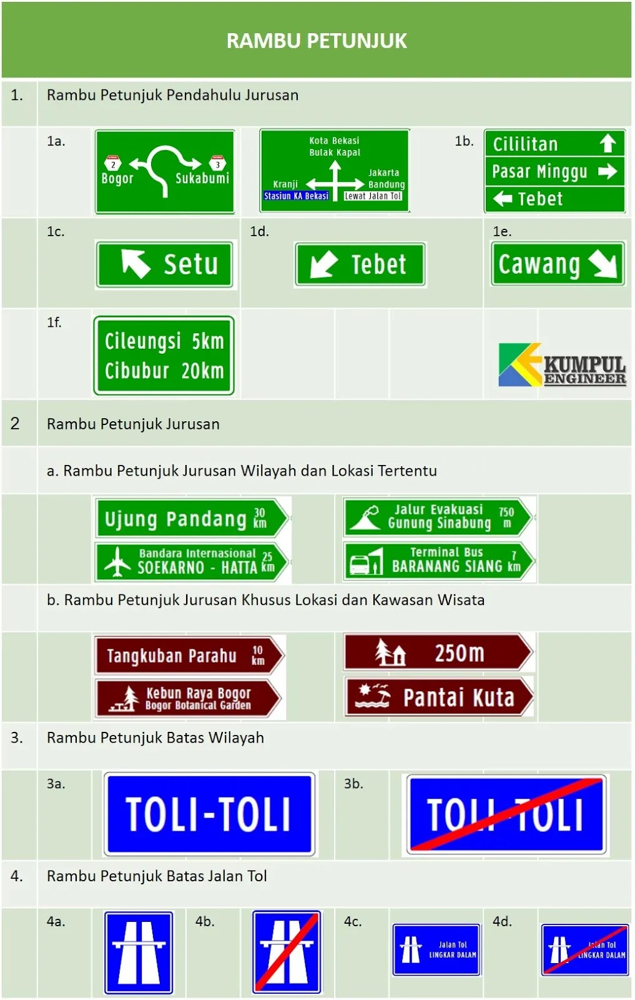 RAMBU PETUNJUK
1. Rambu Petunjuk Pendahulu Jurusan
1a.
2
3
Bogor
Sukabumi
Kota Bekasi
Bulak Kapal
Jakarta
Kranji
Bandung
Stasiun KA Bekasi
Lewat Jalan Tol
1b.
Cililitan
Pasar Minggu
Tebet
1c.
Setu
1d.
Tebet
1e.
Cawang
1f.
Cileungsi 5km
Cibubur 20km
KUMPUL
ENGINEER
2 Rambu Petunjuk Jurusan
a. Rambu Petunjuk Jurusan Wilayah dan Lokasi Tertentu
Ujung Pandang 30 km
Jalur Evakuasi
Gunung Sinabung
750 m
Bandara Internasional
SOEKARNO - HATTA
25 km
Terminal Bus
BARANANG SIANG
7 km
b. Rambu Petunjuk Jurusan Khusus Lokasi dan Kawasan Wisata
Tangkuban Parahu 10 km
250m
Kebun Raya Bogor
Bogor Botanical Garden
Pantai Kuta
3. Rambu Petunjuk Batas Wilayah
3a.
TOLI-TOLI
3b.
TOLI-TOLI
4. Rambu Petunjuk Batas Jalan Tol
4a.
4b.
4c.
Jalan Tol
LINGKAR DALAM
4d.
Jalan Tol
LINGKAR DALAM